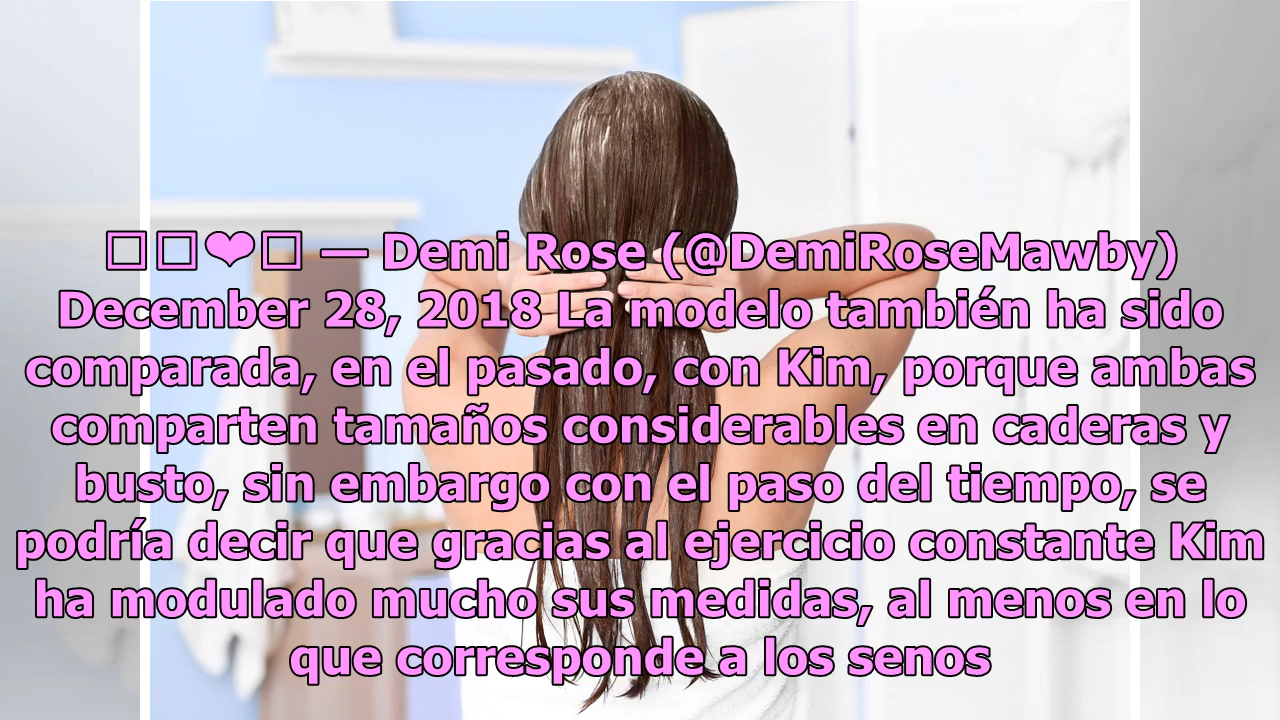 □□❤□ — Demi Rose (@DemiRoseMawby)
December 28, 2018 La modelo también ha sido
comparada, en el pasado, con Kim, porque ambas
comparten tamaños considerables en caderas y
busto, sin embargo con el paso del tiempo, se
podría decir que gracias al ejercicio constante Kim
ha modulado mucho sus medidas, al menos en lo
que corresponde a los senos